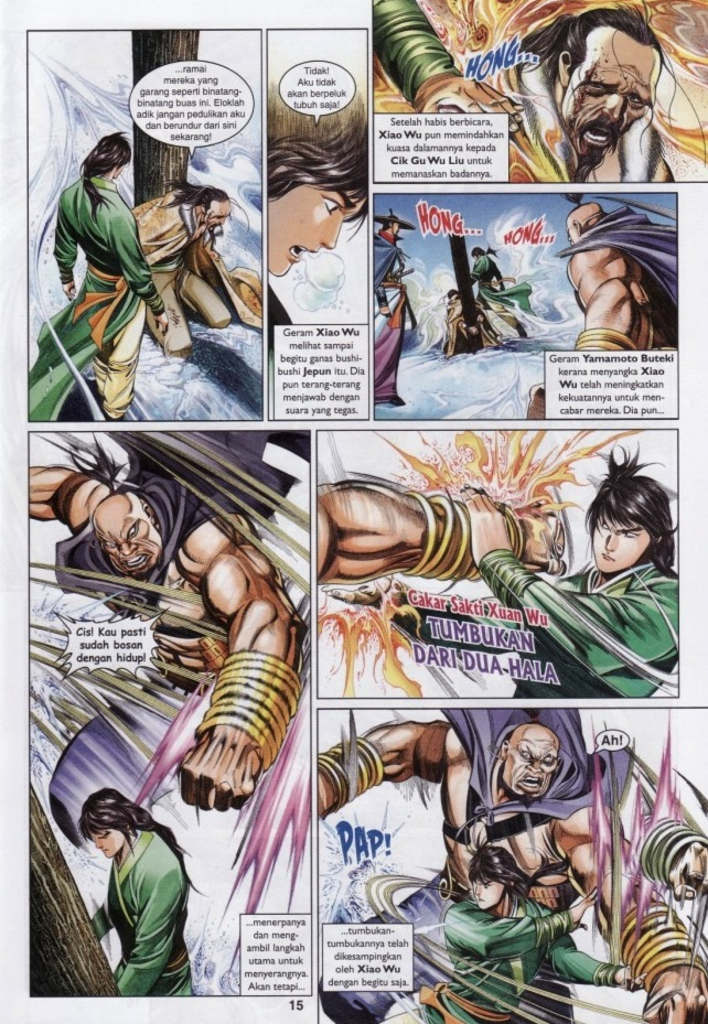 ...ramai
mereka yang
garang seperti binatang-
binatang buas ini. Eloklah
adik jangan pedulikan aku
dan berundur dari sini
sekarang!
Tidak!
Aku tidak
akan berpeluk
tubuh saja!
Geram Xiao Wu
melihat sampai
begitu ganas bushi-
bushi Jepun itu. Dia
pun terang-terang
menjawab dengan
suara yang tegas.
HONG...
Setelah habis berbicara,
Xiao Wu pun memindahkan
kuasa dalamannya kepada
Cik Gu Wu Liu untuk
memanaskan badannya.
HONG...
HONG...
Geram Yamamoto Buteki
kerana menyangka Xiao
Wu telah meningkatkan
kekuatannya untuk men-
cabar mereka. Dia pun...
Cis! Kau pasti
sudah bosan
dengan hidup!
...menerpanya
dan meng-
ambil langkah
utama untuk
menyerangnya.
Akan tetapi...
Cakar Sakti Xuan Wu
TUMBUKAN
DARI DUA HALA
Ah!
PAP!
...tumbukan-
tumbukannya telah
dikesampingkan
oleh Xiao Wu
dengan begitu saja.
15